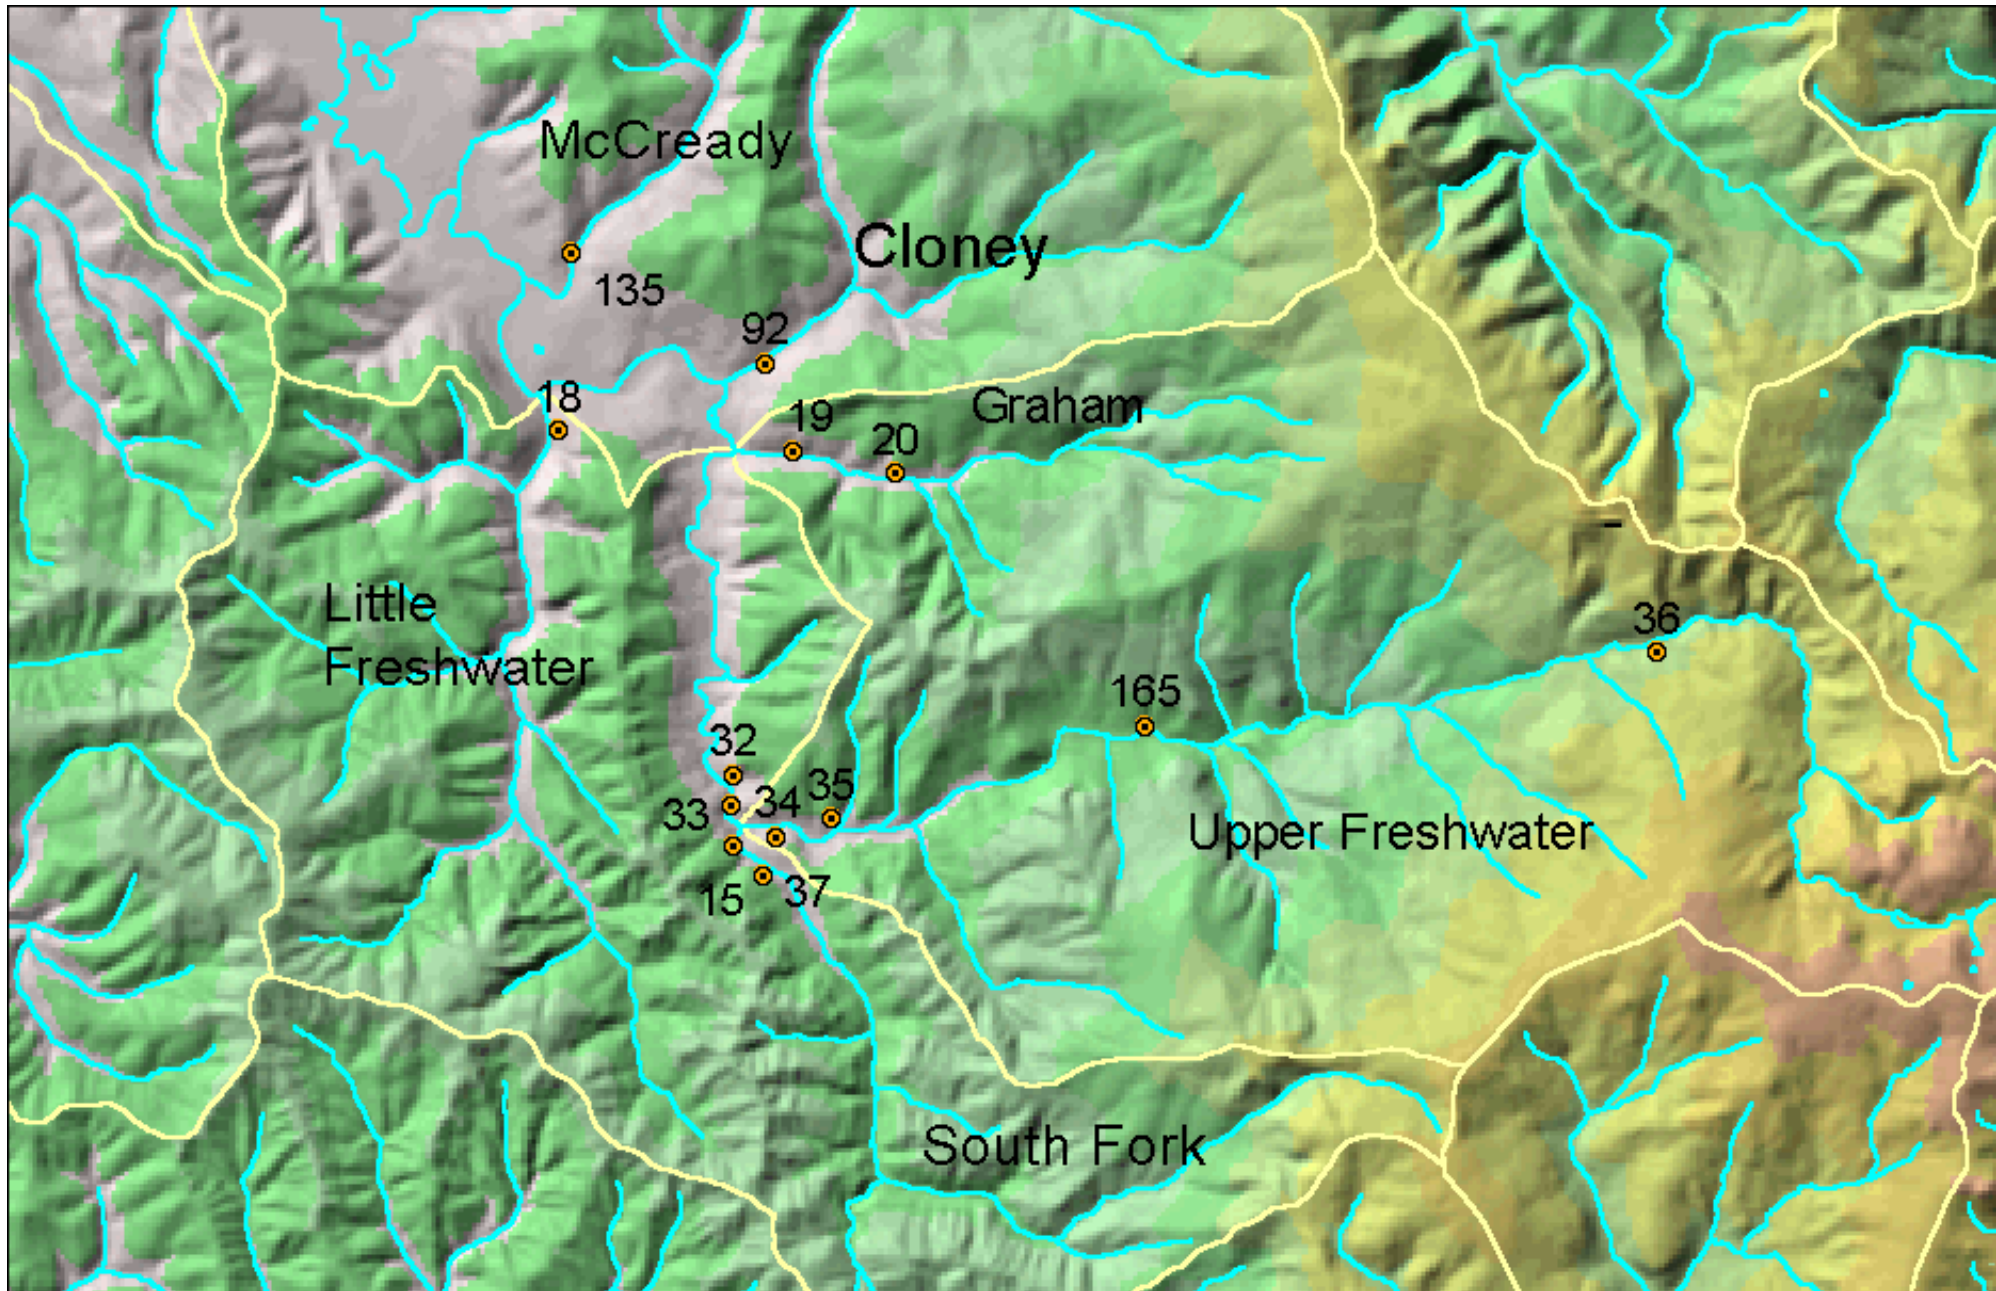 McCready
Cloney
135
92
18
19
20
Graham
Little
Freshwater
36
165
32
33
34
35
Upper Freshwater
15
37
South Fork